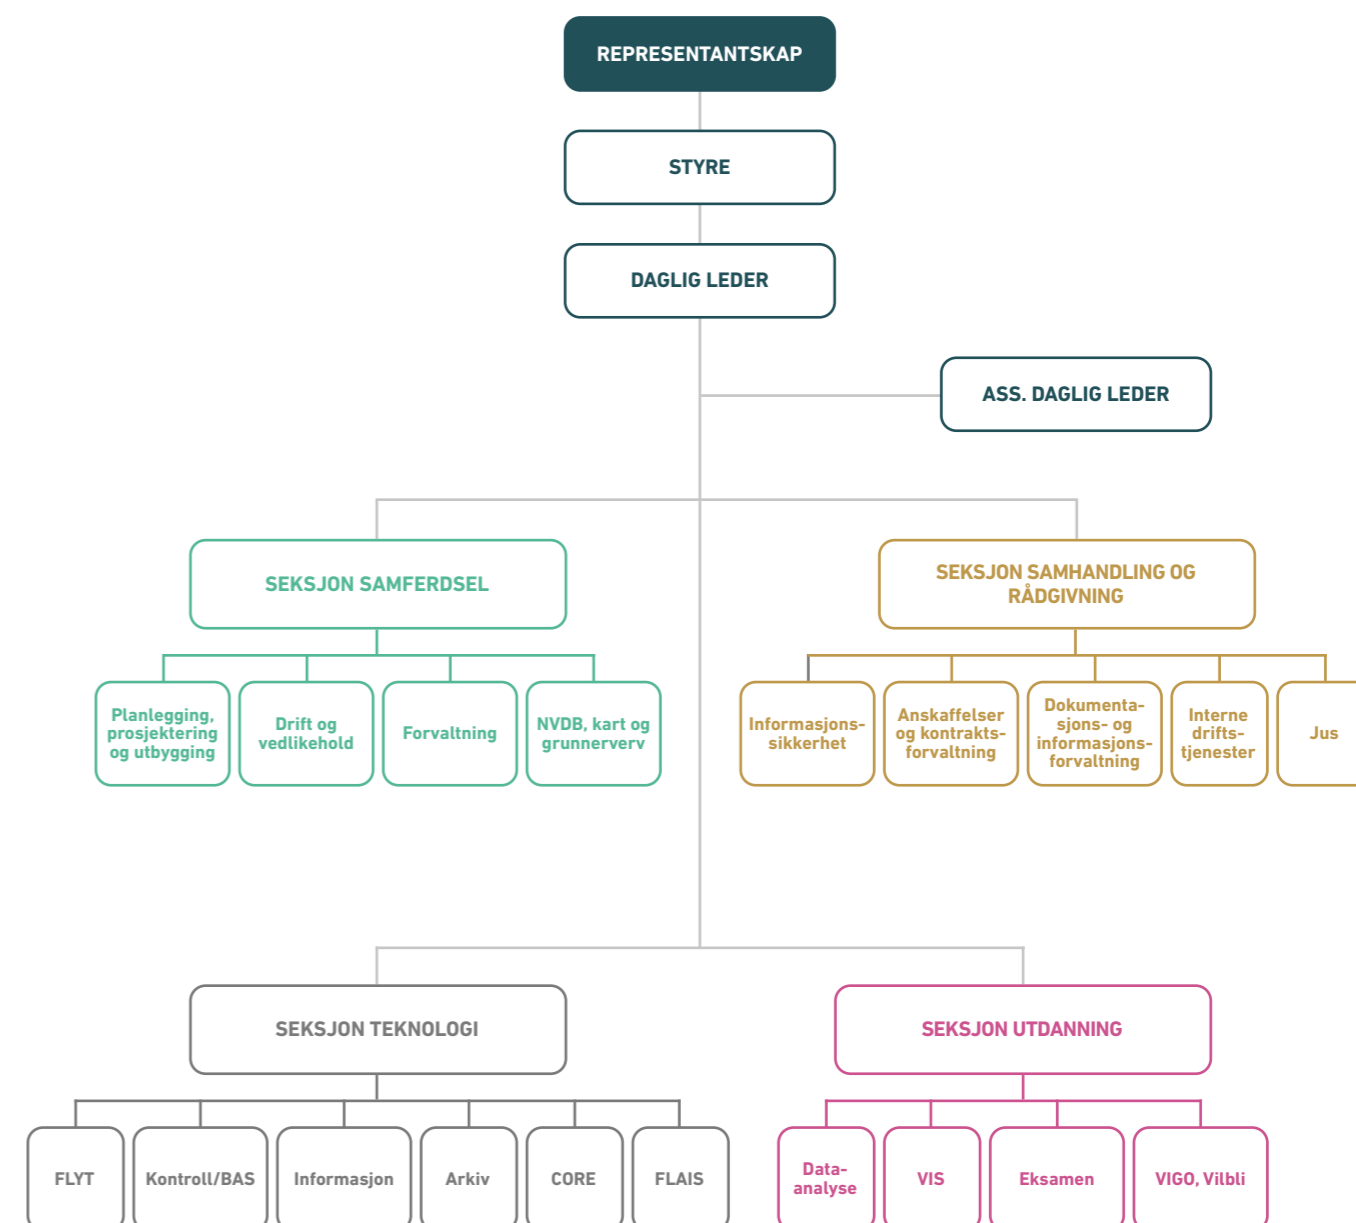 REPRESENTANTSKAP
STYRE
DAGLIG LEDER
ASS. DAGLIG LEDER
SEKSJON SAMFERDSEL
Planlegging,
prosjektering
og utbygging
Drift og
vedlikehold
Forvaltning
NVDB, kart og
grunnerverv
SEKSJON SAMHANDLING OG
RÅDGIVNING
Informasjons-
sikkerhet
Anskaffelser
og kontrakts-
forvaltning
Dokumenta-
sjons- og
informasjons-
forvaltning
Interne
drifts-
tjenester
Jus
SEKSJON TEKNOLOGI
FLYT
Kontroll/BAS
Informasjon
Arkiv
CORE
FLAIS
SEKSJON UTDANNING
Data-
analyse
VIS
Eksamen
VIGO, Vilbli